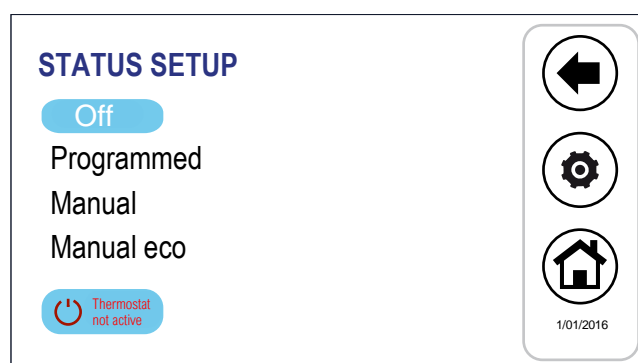 STATUS SETUP
Off
Programmed
Manual
Manual eco
Thermostat
not active
1/01/2016